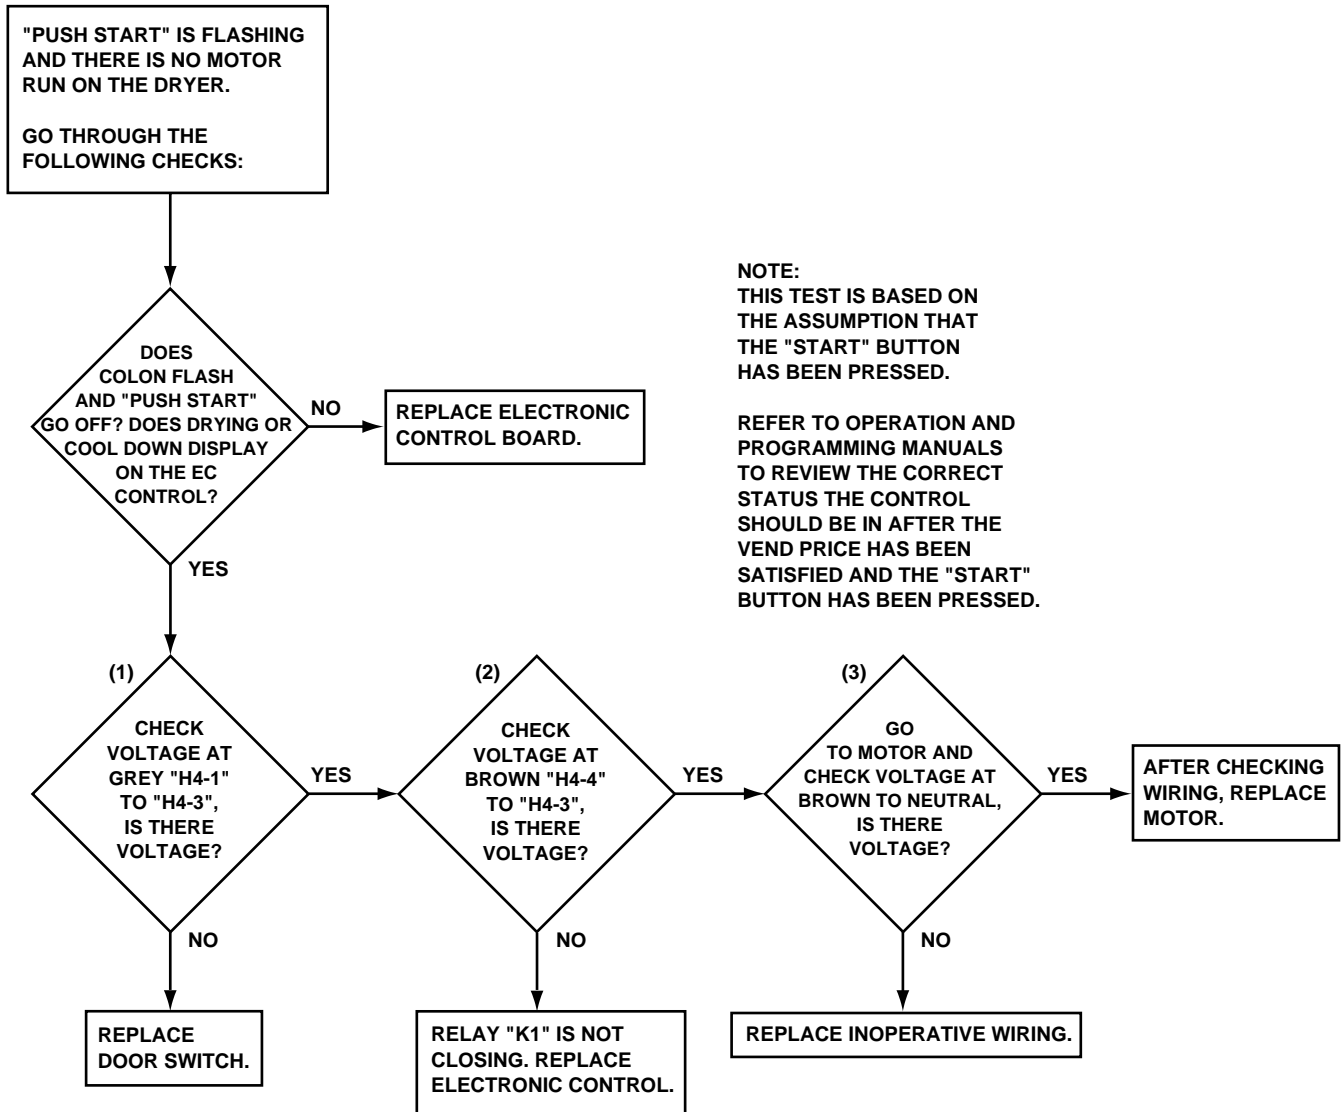 "PUSH START" IS FLASHING
AND THERE IS NO MOTOR
RUN ON THE DRYER.
GO THROUGH THE
FOLLOWING CHECKS:
DOES
COLON FLASH
AND "PUSH START"
GO OFF? DOES DRYING OR
COOL DOWN DISPLAY
ON THE EC
CONTROL?
NO
REPLACE ELECTRONIC
CONTROL BOARD.
YES
NOTE:
THIS TEST IS BASED ON
THE ASSUMPTION THAT
THE "START" BUTTON
HAS BEEN PRESSED.
REFER TO OPERATION AND
PROGRAMMING MANUALS
TO REVIEW THE CORRECT
STATUS THE CONTROL
SHOULD BE IN AFTER THE
VEND PRICE HAS BEEN
SATISFIED AND THE "START"
BUTTON HAS BEEN PRESSED.
(1)
CHECK
VOLTAGE AT
GREY "H4-1"
TO "H4-3",
IS THERE
VOLTAGE?
YES
NO
REPLACE
DOOR SWITCH.
(2)
CHECK
VOLTAGE AT
BROWN "H4-4"
TO "H4-3",
IS THERE
VOLTAGE?
YES
NO
RELAY "K1" IS NOT
CLOSING. REPLACE
ELECTRONIC CONTROL.
(3)
GO
TO MOTOR AND
CHECK VOLTAGE AT
BROWN TO NEUTRAL,
IS THERE
VOLTAGE?
YES
NO
REPLACE INOPERATIVE WIRING.
AFTER CHECKING
WIRING, REPLACE
MOTOR.